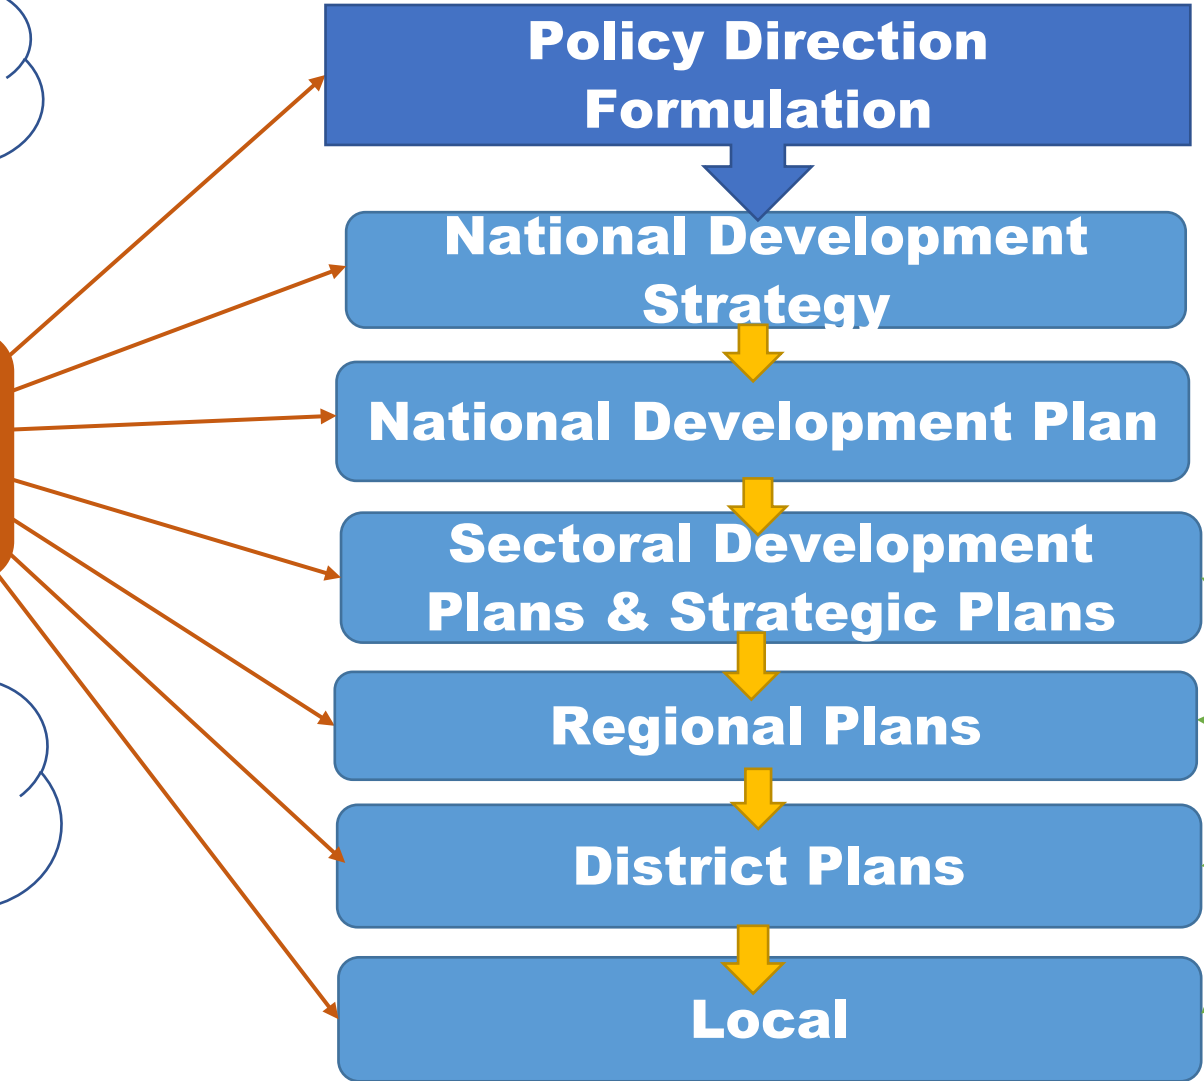 Policy Direction
Formulation
National Development
Strategy
National Development Plan
Sectoral Development
Plans & Strategic Plans
Regional Plans
District Plans
Local